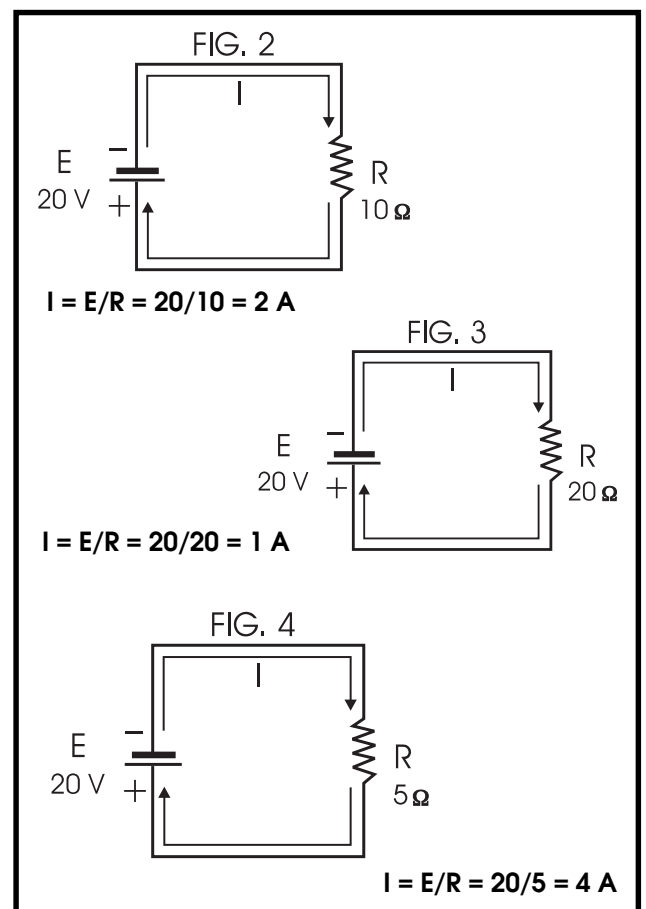 FIG. 2
I
−
E
R
20 V +
10 Ω
I = E/R = 20/10 = 2 A
FIG. 3
I
−
E
R
20 V +
20 Ω
I = E/R = 20/20 = 1 A
FIG. 4
I
−
E
R
20 V +
5 Ω
I = E/R = 20/5 = 4 A